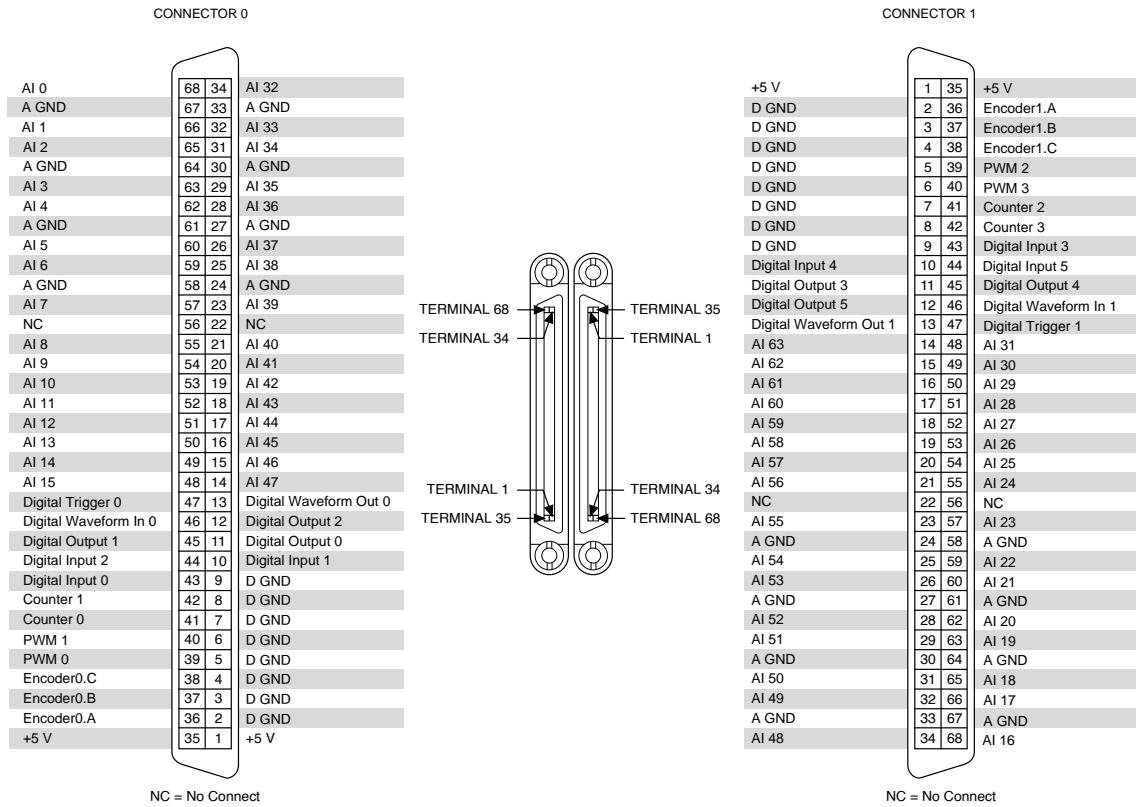 CONNECTOR 0
AI 0 68 34 AI 32
A GND 67 33 A GND
AI 1 66 32 AI 33
AI 2 65 31 AI 34
A GND 64 30 A GND
AI 3 63 29 AI 35
AI 4 62 28 AI 36
A GND 61 27 A GND
AI 5 60 26 AI 37
AI 6 59 25 AI 38
A GND 58 24 A GND
AI 7 57 23 AI 39
NC 56 22 NC
AI 8 55 21 AI 40
AI 9 54 20 AI 41
AI 10 53 19 AI 42
AI 11 52 18 AI 43
AI 12 51 17 AI 44
AI 13 50 16 AI 45
AI 14 49 15 AI 46
AI 15 48 14 AI 47
Digital Trigger 0 47 13 Digital Waveform Out 0
Digital Waveform In 0 46 12 Digital Output 2
Digital Output 1 45 11 Digital Output 0
Digital Input 2 44 10 Digital Input 1
Digital Input 0 43 9 D GND
Counter 1 42 8 D GND
Counter 0 41 7 D GND
PWM 1 40 6 D GND
PWM 0 39 5 D GND
Encoder0.C 38 4 D GND
Encoder0.B 37 3 D GND
Encoder0.A 36 2 D GND
+5 V 35 1 +5 V
NC = No Connect
TERMINAL 68 TERMINAL 35
TERMINAL 34 TERMINAL 1
TERMINAL 1 TERMINAL 34
TERMINAL 35 TERMINAL 68
CONNECTOR 1
+5 V 1 35 +5 V
D GND 2 36 Encoder1.A
D GND 3 37 Encoder1.B
D GND 4 38 Encoder1.C
D GND 5 39 PWM 2
D GND 6 40 PWM 3
D GND 7 41 Counter 2
D GND 8 42 Counter 3
D GND 9 43 Digital Input 3
Digital Input 4 10 44 Digital Input 5
Digital Output 3 11 45 Digital Output 4
Digital Output 5 12 46 Digital Waveform In 1
Digital Waveform Out 1 13 47 Digital Trigger 1
AI 63 14 48 AI 31
AI 62 15 49 AI 30
AI 61 16 50 AI 29
AI 60 17 51 AI 28
AI 59 18 52 AI 27
AI 58 19 53 AI 26
AI 57 20 54 AI 25
AI 56 21 55 AI 24
NC 22 56 NC
AI 55 23 57 AI 23
A GND 24 58 A GND
AI 54 25 59 AI 22
AI 53 26 60 AI 21
A GND 27 61 A GND
AI 52 28 62 AI 20
AI 51 29 63 AI 19
A GND 30 64 A GND
AI 50 31 65 AI 18
AI 49 32 66 AI 17
A GND 33 67 A GND
AI 48 34 68 AI 16
NC = No Connect